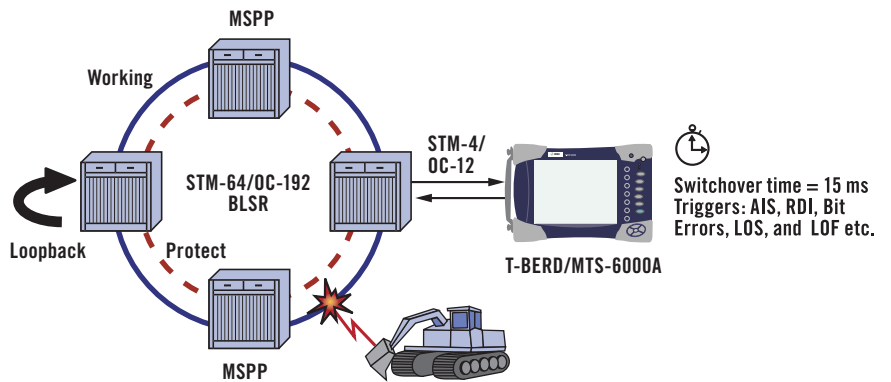 MSPP
Working
STM-4/
OC-12
STM-64/OC-192
BLSR
Switchover time = 15 ms
Triggers: AIS, RDI, Bit
Errors, LOS, and LOF etc.
Loopback
Protect
T-BERD/MTS-6000A
MSPP